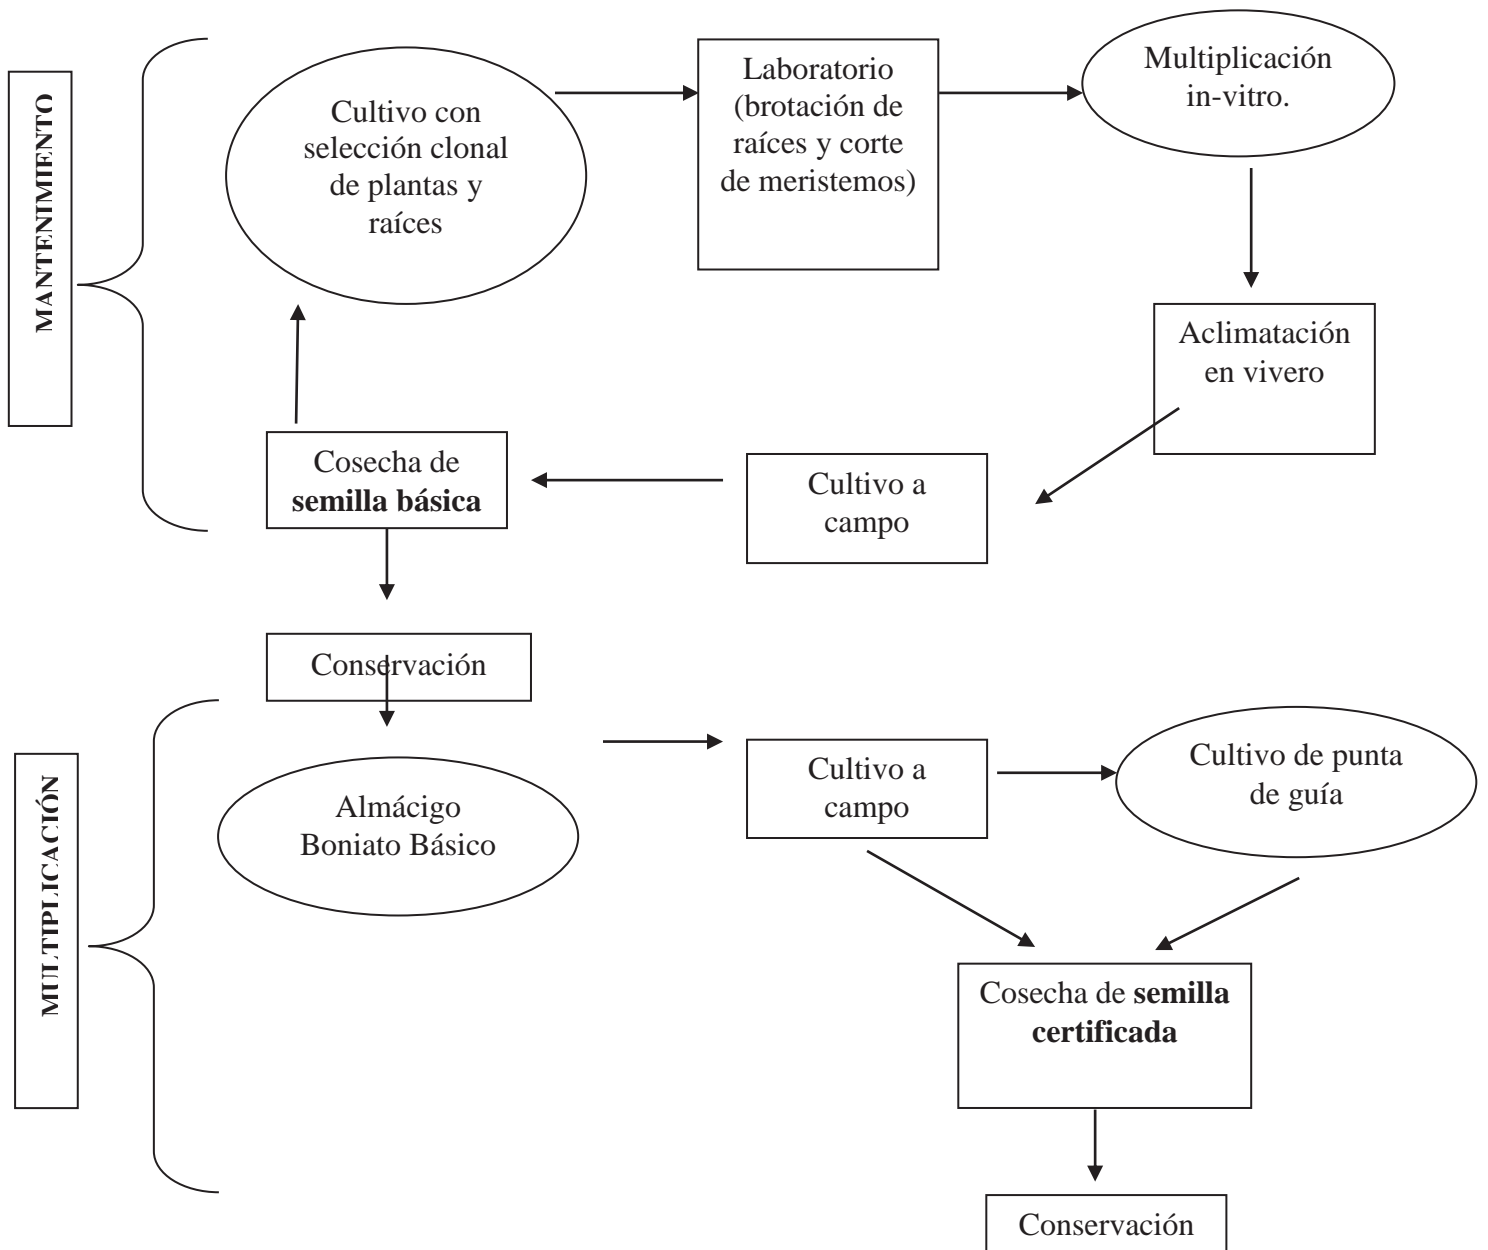 MANTENIMIENTO
Cultivo con
selección clonal
de plantas y
raíces
Laboratorio
(brotación de
raíces y corte
de meristemos)
Multiplicación
in-vitro.
Aclimatación
en vivero
Cultivo a
campo
Cosecha de
semilla básica
Conservación
MULTIPLICACIÓN
Almácigo
Boniato Básico
Cultivo a
campo
Cultivo de punta
de guía
Cosecha de semilla
certificada
Conservación